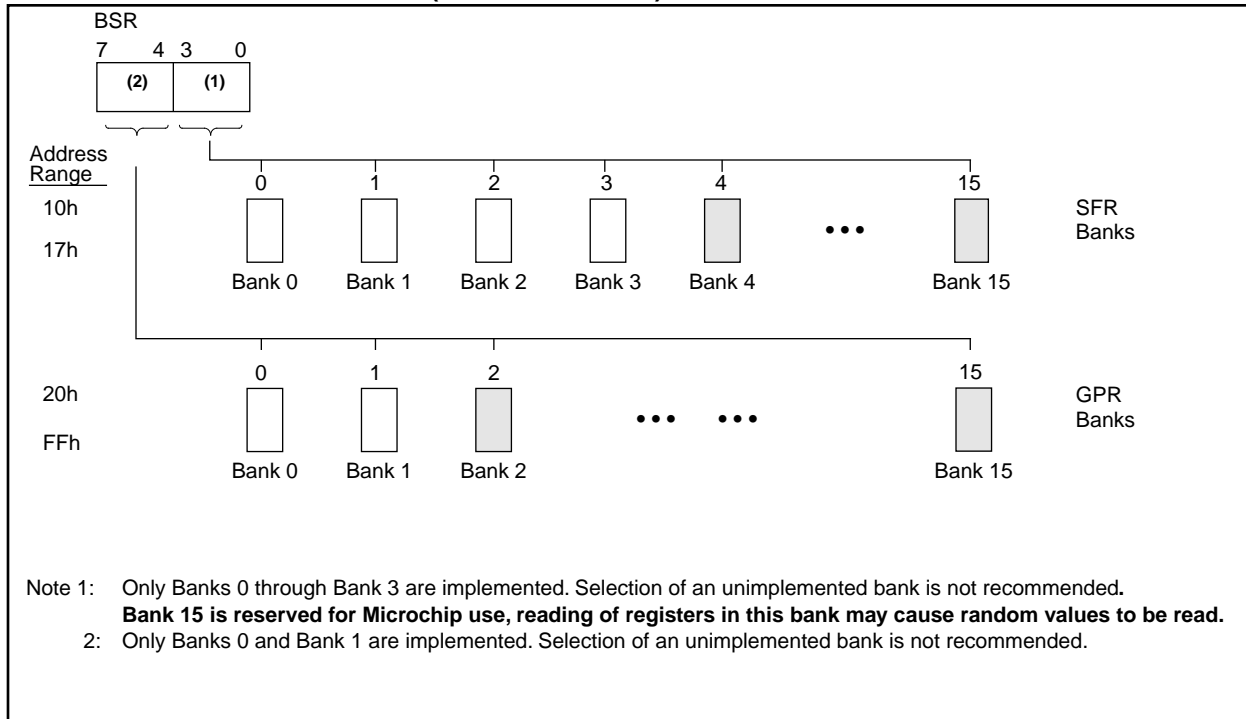 BSR
7 4 3 0
(2) (1)
Address
Range
0 1 2 3 4 15
10h
17h
SFR
Banks
Bank 0 Bank 1 Bank 2 Bank 3 Bank 4 Bank 15
0 1 2 15
20h
FFh
GPR
Banks
Bank 0 Bank 1 Bank 2 Bank 15
Note 1: Only Banks 0 through Bank 3 are implemented. Selection of an unimplemented bank is not recommended.
Bank 15 is reserved for Microchip use, reading of registers in this bank may cause random values to be read.
2: Only Banks 0 and Bank 1 are implemented. Selection of an unimplemented bank is not recommended.